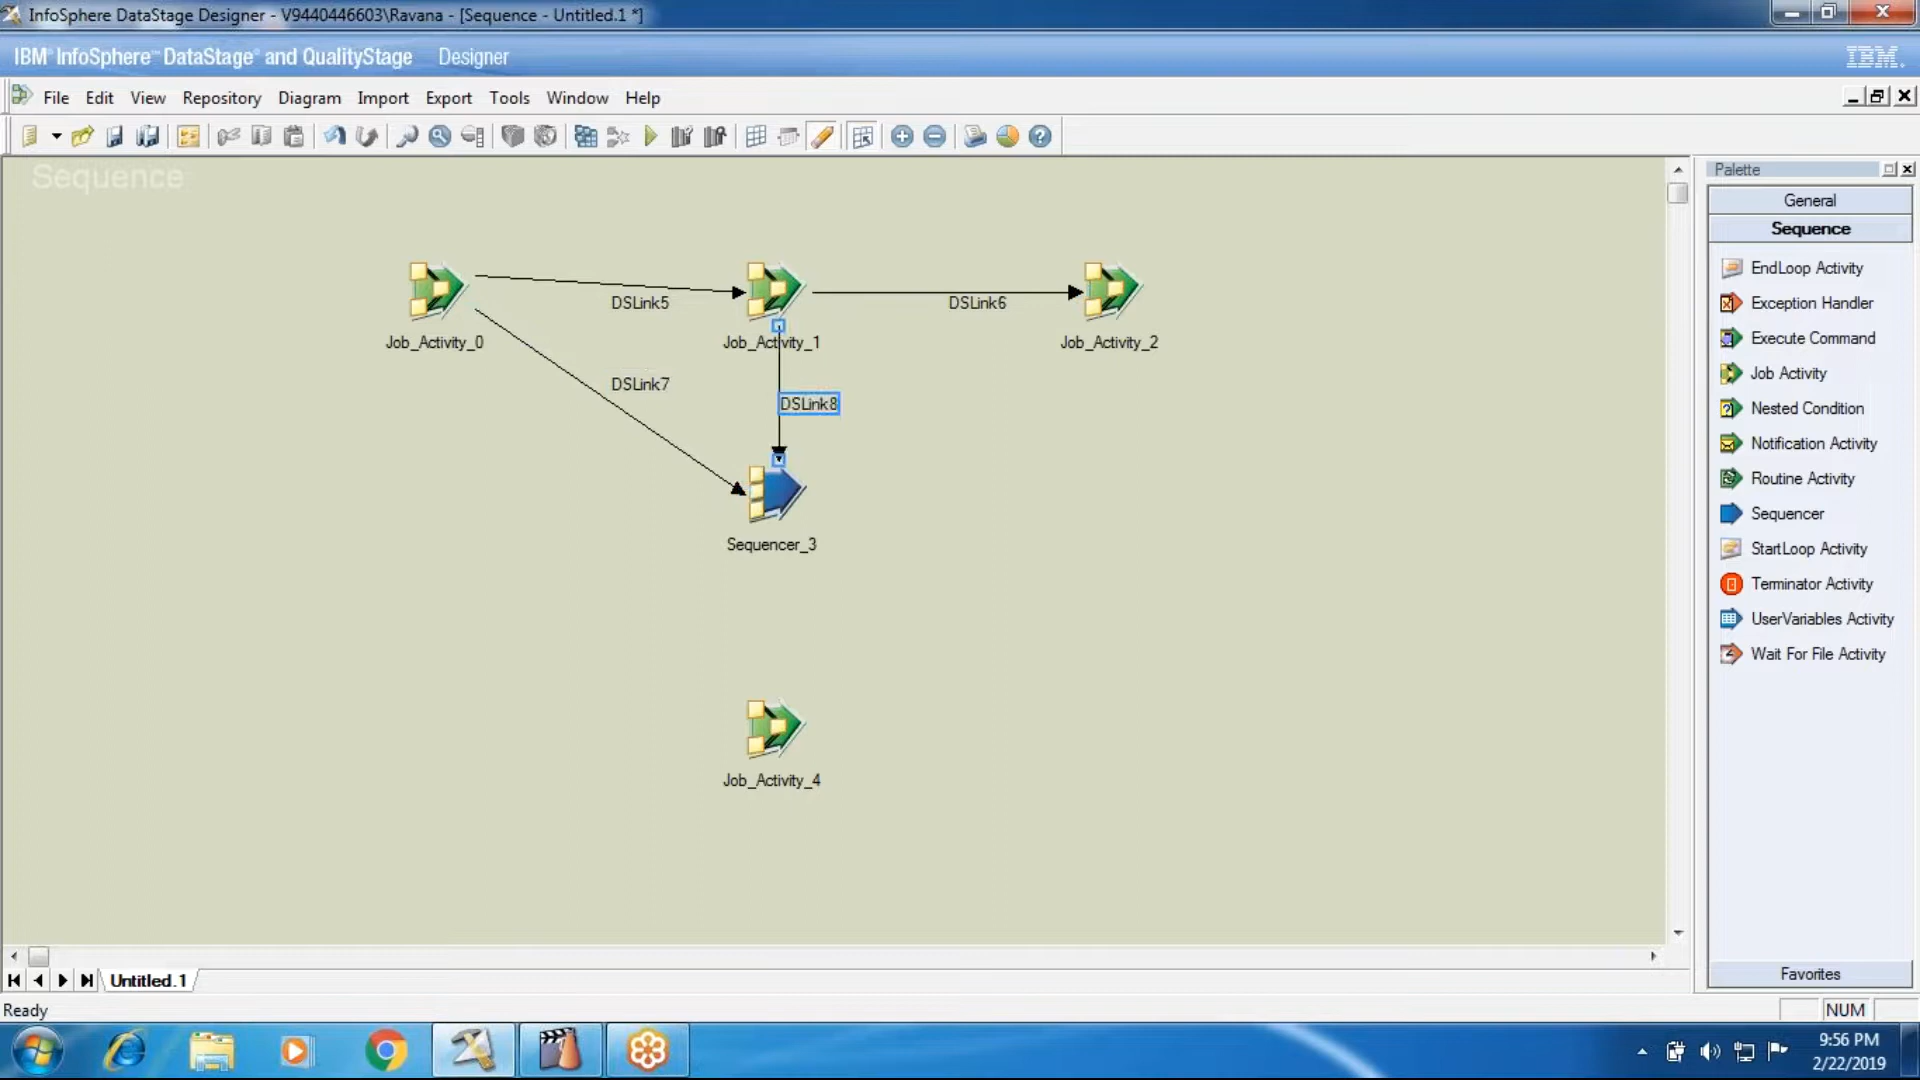 InfoSphere DataStage Designer - V9440446603\Ravana - [Sequence - Untitled.1 *]
IBM® InfoSphere™ DataStage® and QualityStage Designer
IBM.
File Edit View Repository Diagram Import Export Tools Window Help
Sequence
Job_Activity_0
DSLink5
Job_Activity_1
DSLink6
Job_Activity_2
DSLink7
DSLink8
Sequencer_3
Job_Activity_4
Palette
General
Sequence
EndLoop Activity
Exception Handler
Execute Command
Job Activity
Nested Condition
Notification Activity
Routine Activity
Sequencer
StartLoop Activity
Terminator Activity
UserVariables Activity
Wait For File Activity
Favorites
Untitled.1
Ready
NUM
9:56 PM
2/22/2019